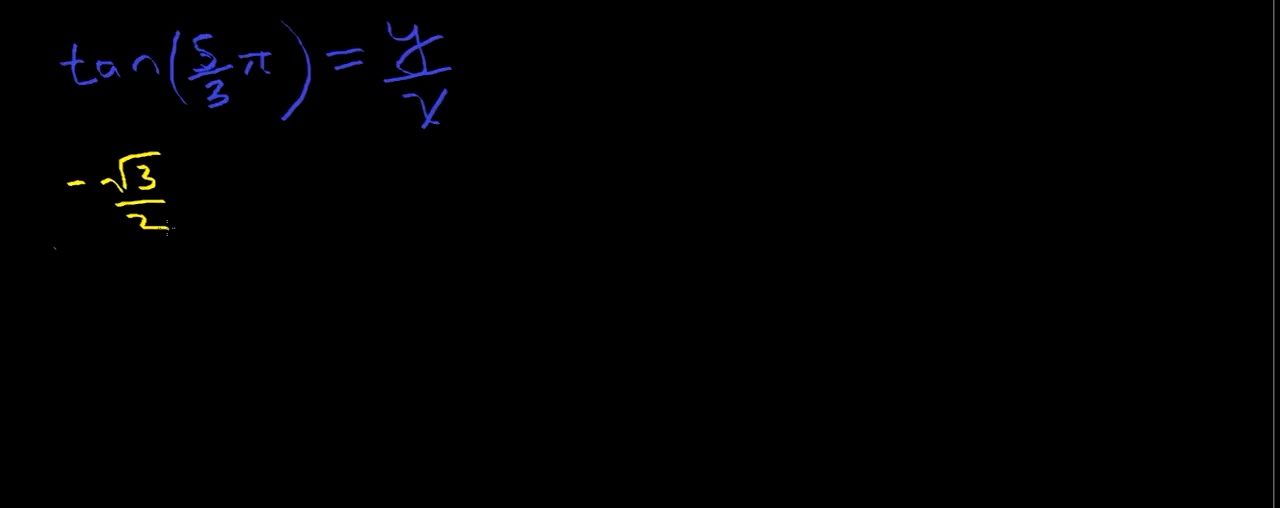 tan(5/3 π) = y/x
- √3/2